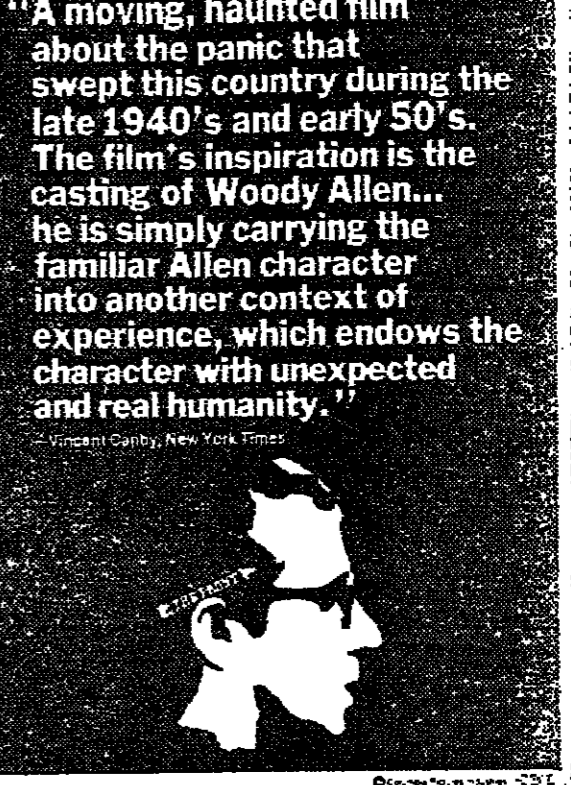 "A moving, haunted film
about the panic that
swept this country during the
late 1940's and early 50's.
The film's inspiration is the
casting of Woody Allen...
he is simply carrying the
familiar Allen character
into another context of
experience, which endows the
character with unexpected
and real humanity."
— Vincent Canby, New York Times
THE FRONT